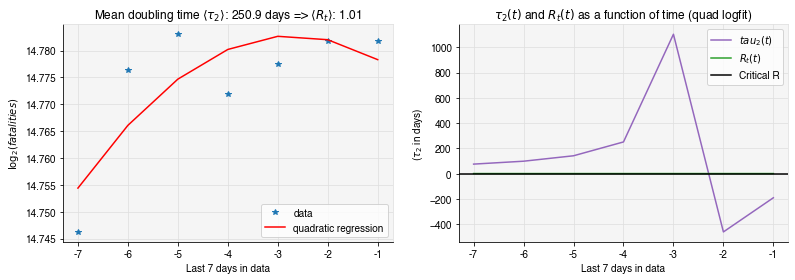 Mean doubling time ⟨τ₂⟩: 250.9 days => ⟨Rₜ⟩: 1.01
log₂(fatalities)
14.780
14.775
14.770
14.765
14.760
14.755
14.750
14.745
data
quadratic regression
-7 -6 -5 -4 -3 -2 -1
Last 7 days in data
τ₂(t) and Rₜ(t) as a function of time (quad logfit)
(τ₂ in days)
1000
800
600
400
200
0
−200
−400
tau₂(t)
Rₜ(t)
Critical R
-7 -6 -5 -4 -3 -2 -1
Last 7 days in data